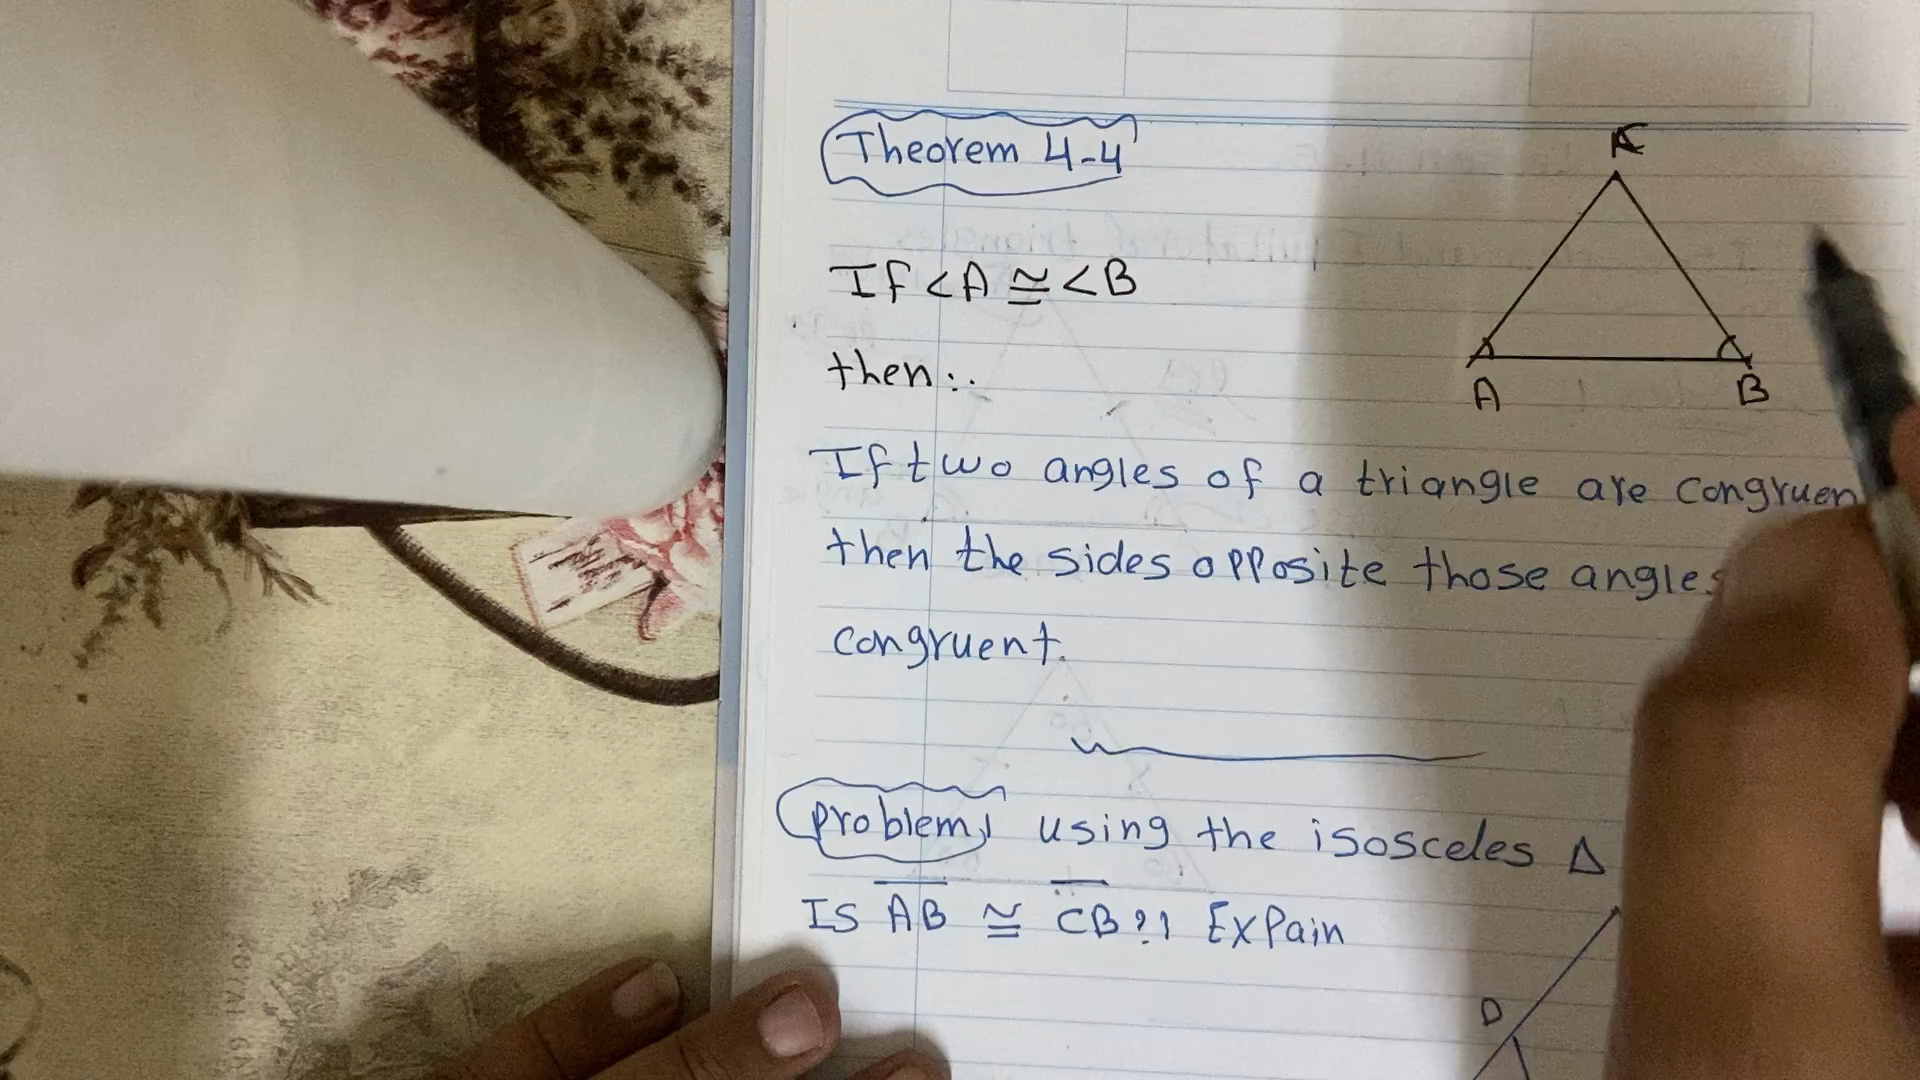 Theorem 4-4
C
If <A ≅ <B
then:.
A B
If two angles of a triangle are congruen
then the sides opposite those angles
congruent.
problem1 using the isosceles Δ
Is AB ≅ CB?! ExPain
D